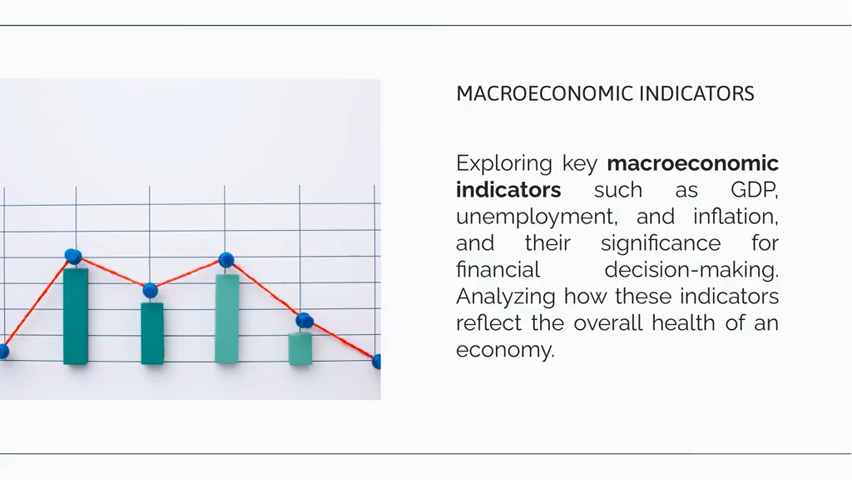 MACROECONOMIC INDICATORS
Exploring key macroeconomic
indicators such as GDP,
unemployment, and inflation,
and their significance for
financial decision-making.
Analyzing how these indicators
reflect the overall health of an
economy.